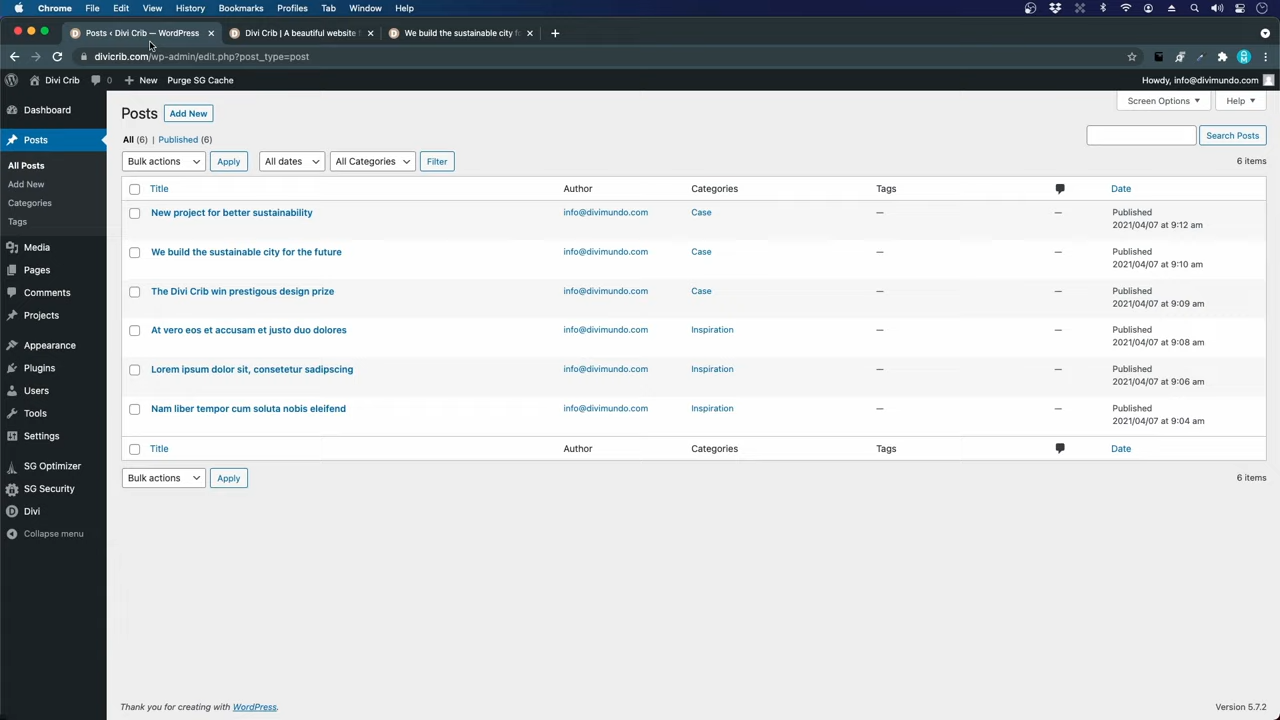 Chrome File Edit View History Bookmarks Profiles Tab Window Help
Posts ‹ Divi Crib — WordPress
Divi Crib | A beautiful website
We build the sustainable city fo
divicrib.com/wp-admin/edit.php?post_type=post
Divi Crib 0 New Purge SG Cache Howdy, info@divimundo.com
Dashboard
Posts
All Posts
Add New
Categories
Tags
Media
Pages
Comments
Projects
Appearance
Plugins
Users
Tools
Settings
SG Optimizer
SG Security
Divi
Collapse menu
Screen Options Help
Posts Add New
All (6) | Published (6)
Search Posts
Bulk actions Apply All dates All Categories Filter 6 items
Title Author Categories Tags Date
New project for better sustainability info@divimundo.com Case — — Published
2021/04/07 at 9:12 am
We build the sustainable city for the future info@divimundo.com Case — — Published
2021/04/07 at 9:10 am
The Divi Crib win prestigous design prize info@divimundo.com Case — — Published
2021/04/07 at 9:09 am
At vero eos et accusam et justo duo dolores info@divimundo.com Inspiration — — Published
2021/04/07 at 9:08 am
Lorem ipsum dolor sit, consetetur sadipscing info@divimundo.com Inspiration — — Published
2021/04/07 at 9:06 am
Nam liber tempor cum soluta nobis eleifend info@divimundo.com Inspiration — — Published
2021/04/07 at 9:04 am
Title Author Categories Tags Date
Bulk actions Apply 6 items
Thank you for creating with WordPress. Version 5.7.2